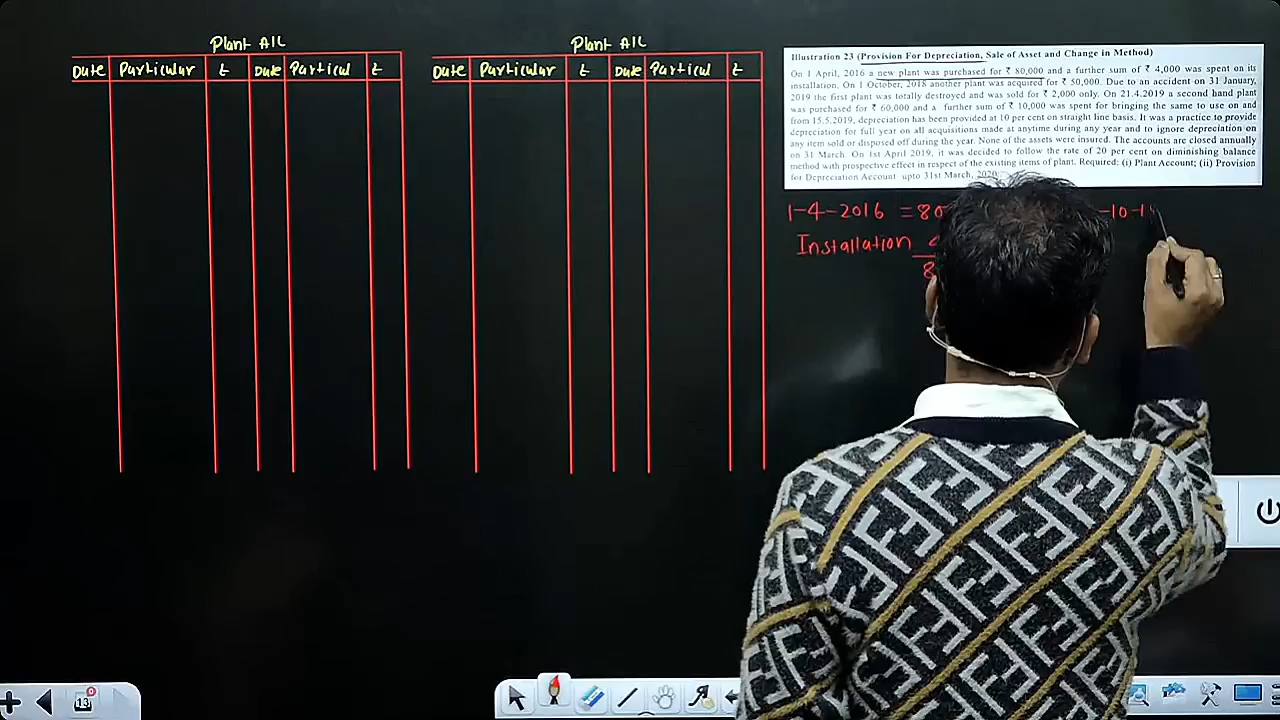 Plant A/C
Date Particular ₹ Date Particul ₹
Plant A/C
Date Particular ₹ Date Particul ₹
Illustration 23 (Provision For Depreciation, Sale of Asset and Change in Method)
On 1 April, 2016 a new plant was purchased for ₹ 80,000 and a further sum of ₹ 4,000 was spent on its
installation. On 1 October, 2018 another plant was acquired for ₹ 50,000. Due to an accident on 31 January,
2019 the first plant was totally destroyed and was sold for ₹ 2,000 only. On 21.4.2019 a second hand plant
was purchased for ₹ 60,000 and a further sum of ₹ 10,000 was spent for bringing the same to use on and
from 15.5.2019, depreciation has been provided at 10 per cent on straight line basis. It was a practice to provide
depreciation for full year on all acquisitions made at anytime during any year and to ignore depreciation on
any item sold or disposed off during the year. None of the assets were insured. The accounts are closed annually
on 31 March. On 1st April 2019, it was decided to follow the rate of 20 per cent on diminishing balance
method with prospective effect in respect of the existing items of plant. Required: (i) Plant Account; (ii) Provision
for Depreciation Account upto 31st March, 2020
1-4-2016 = 80 -10-1
Installation
8
13